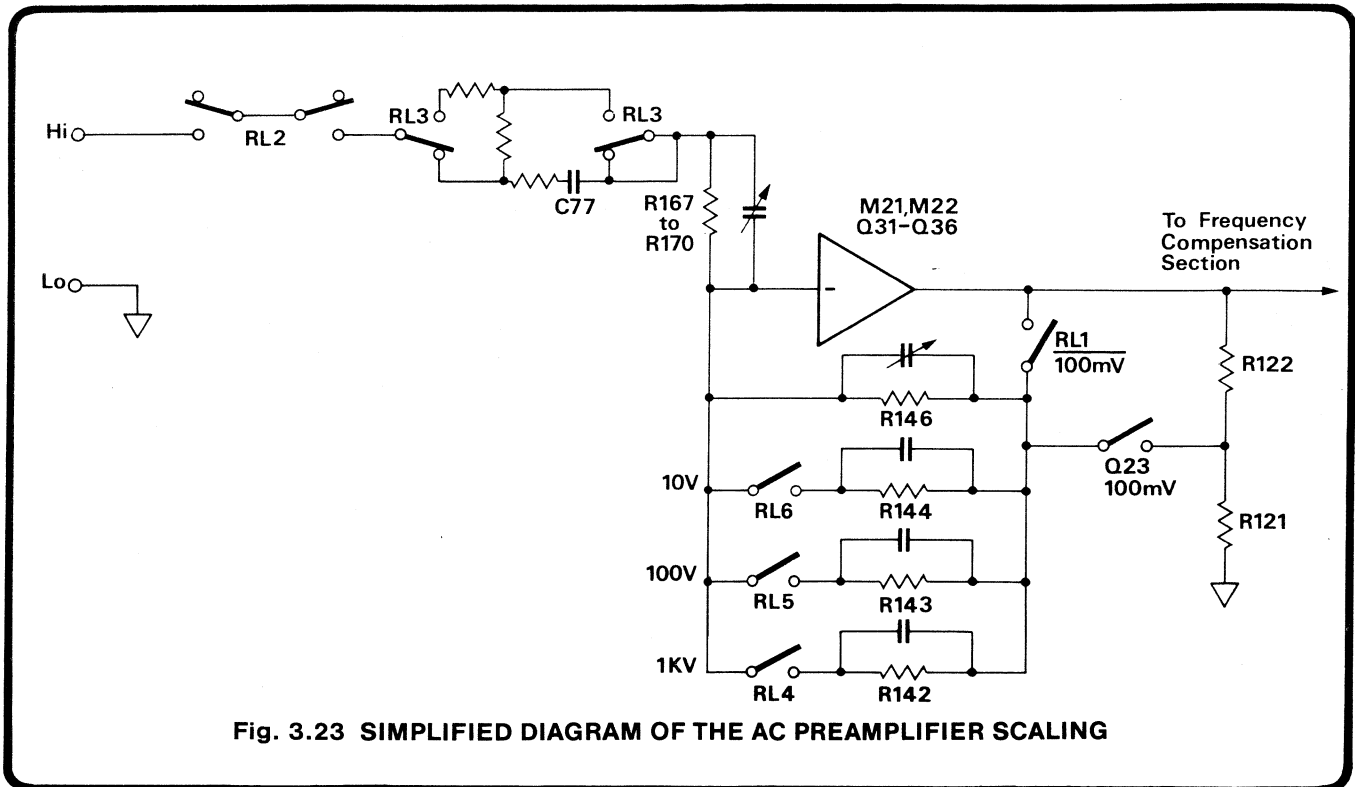 Hi
RL2
RL3
RL3
C77
R167
to
R170
M21,M22
Q31-Q36
To Frequency
Compensation
Section
Lo
-
RL1
100mV
R122
R146
Q23
100mV
10V
RL6
R144
R121
100V
RL5
R143
1KV
RL4
R142
Fig. 3.23 SIMPLIFIED DIAGRAM OF THE AC PREAMPLIFIER SCALING